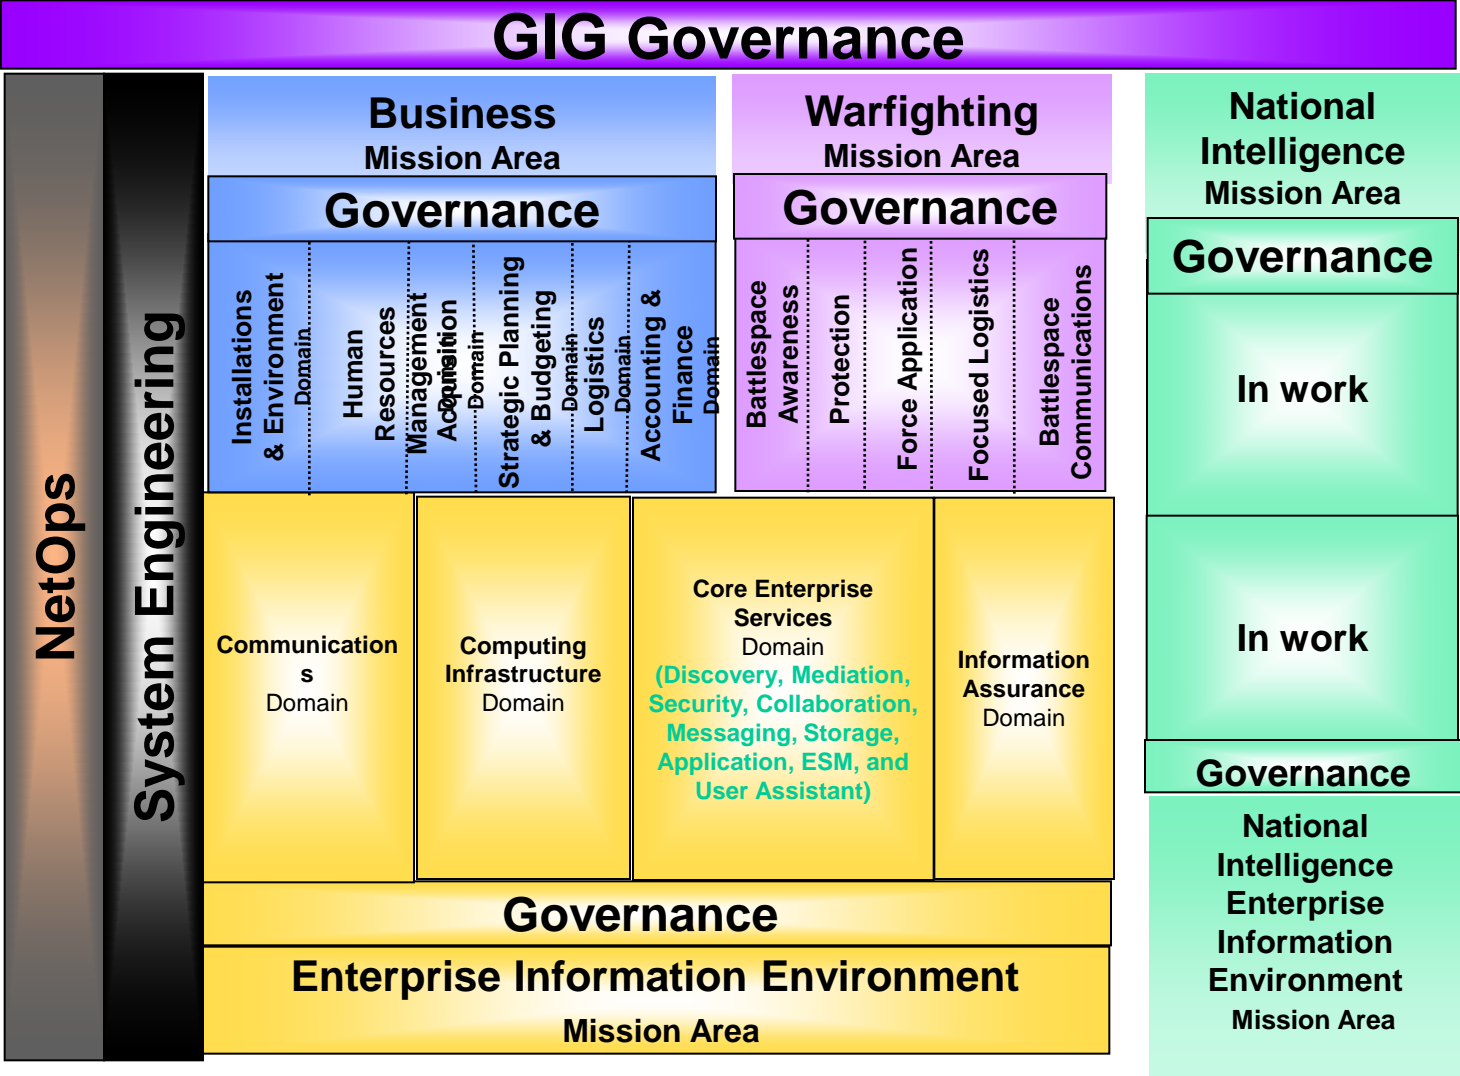 GIG Governance
NetOps
System Engineering
Business
Mission Area
Governance
Installations
& Environment
Domain
Human
Resources
Management
Domain
Acquisition
Domain
Strategic Planning
& Budgeting
Domain
Logistics
Domain
Accounting &
Finance
Domain
Warfighting
Mission Area
Governance
Battlespace
Awareness
Protection
Force Application
Focused Logistics
Battlespace
Communications
National
Intelligence
Mission Area
Governance
In work
In work
Governance
National
Intelligence
Enterprise
Information
Environment
Mission Area
Communication
s
Domain
Computing
Infrastructure
Domain
Core Enterprise
Services
Domain
(Discovery, Mediation,
Security, Collaboration,
Messaging, Storage,
Application, ESM, and
User Assistant)
Information
Assurance
Domain
Governance
Enterprise Information Environment
Mission Area